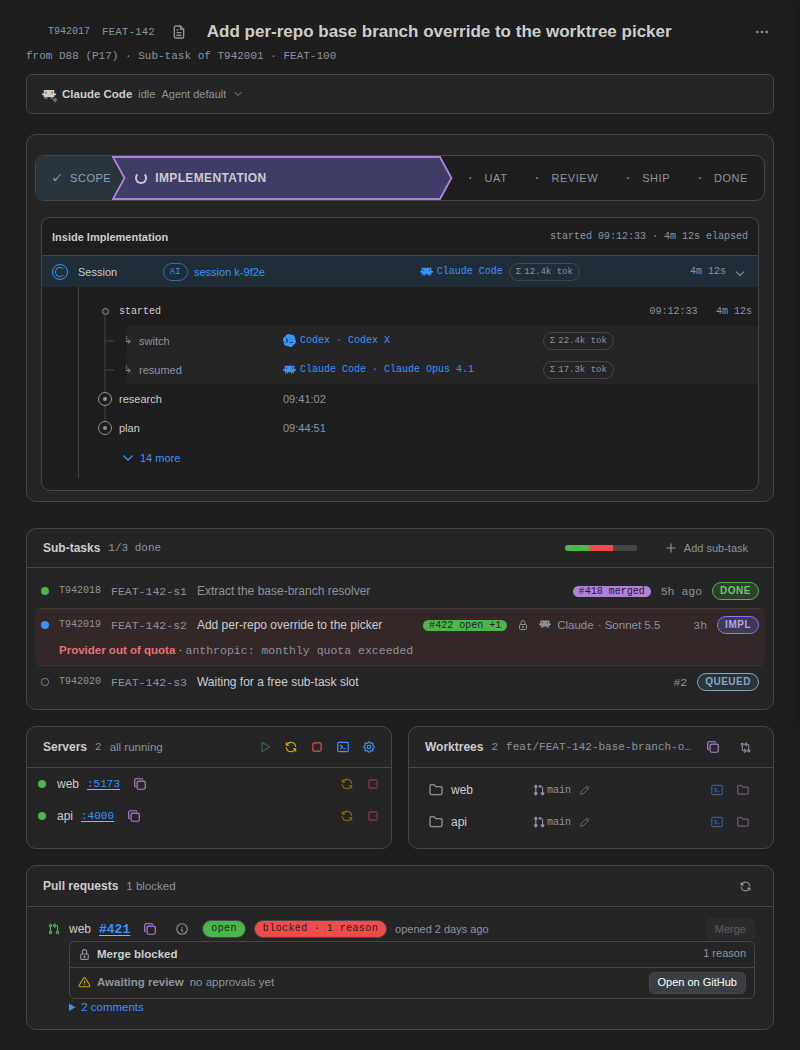 T942017 FEAT-142 Add per-repo base branch override to the worktree picker
from D88 (P17) · Sub-task of T942001 · FEAT-100
Claude Code idle Agent default
SCOPE IMPLEMENTATION · UAT · REVIEW · SHIP · DONE
Inside Implementation started 09:12:33 · 4m 12s elapsed
Session AI session k-9f2e Claude Code Σ 12.4k tok 4m 12s
started 09:12:33 4m 12s
↳ switch Codex · Codex X Σ 22.4k tok
↳ resumed Claude Code · Claude Opus 4.1 Σ 17.3k tok
research 09:41:02
plan 09:44:51
14 more
Sub-tasks 1/3 done Add sub-task
T942018 FEAT-142-s1 Extract the base-branch resolver #418 merged 5h ago DONE
T942019 FEAT-142-s2 Add per-repo override to the picker #422 open +1 Claude · Sonnet 5.5 3h IMPL
Provider out of quota · anthropic: monthly quota exceeded
T942020 FEAT-142-s3 Waiting for a free sub-task slot #2 QUEUED
Servers 2 all running
web :5173
api :4000
Worktrees 2 feat/FEAT-142-base-branch-o…
web main
api main
Pull requests 1 blocked
web #421 open blocked · 1 reason opened 2 days ago Merge
Merge blocked 1 reason
Awaiting review no approvals yet Open on GitHub
2 comments